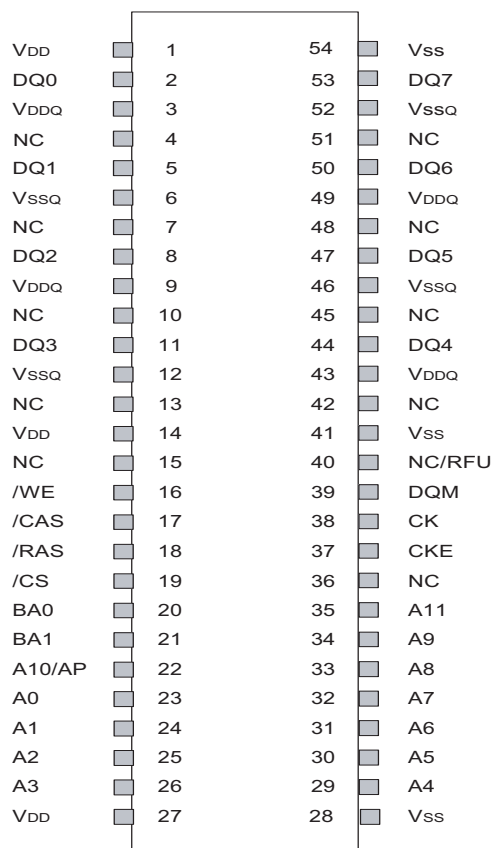 VDD 1 54 Vss
DQ0 2 53 DQ7
VDDQ 3 52 VssQ
NC 4 51 NC
DQ1 5 50 DQ6
VSSQ 6 49 VDDQ
NC 7 48 NC
DQ2 8 47 DQ5
VDDQ 9 46 VSSQ
NC 10 45 NC
DQ3 11 44 DQ4
VSSQ 12 43 VDDQ
NC 13 42 NC
VDD 14 41 VSS
NC 15 40 NC/RFU
/WE 16 39 DQM
/CAS 17 38 CK
/RAS 18 37 CKE
/CS 19 36 NC
BA0 20 35 A11
BA1 21 34 A9
A10/AP 22 33 A8
A0 23 32 A7
A1 24 31 A6
A2 25 30 A5
A3 26 29 A4
VDD 27 28 VSS